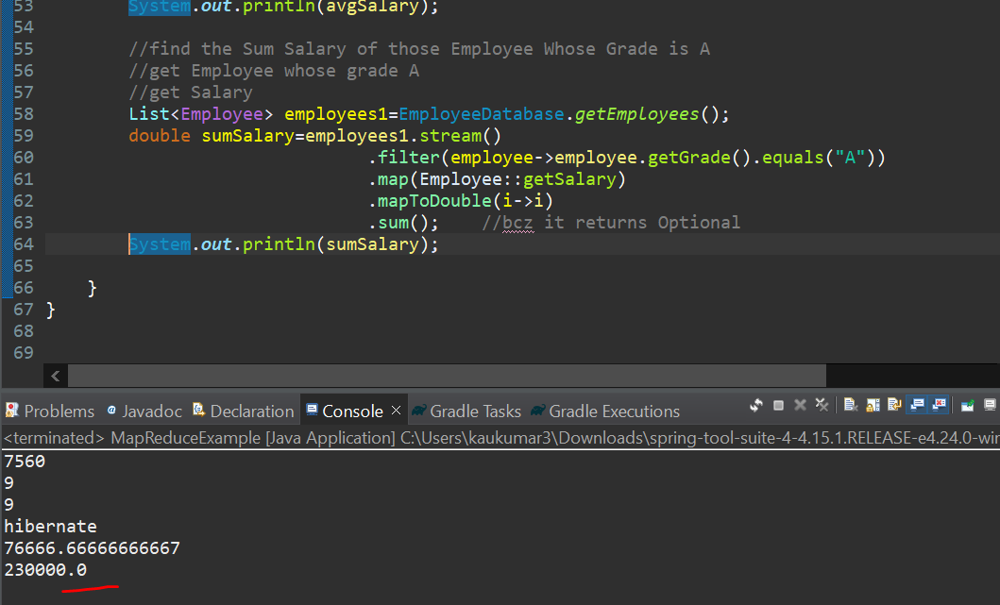 53 System.out.println(avgSalary);
54
55 //find the Sum Salary of those Employee Whose Grade is A
56 //get Employee whose grade A
57 //get Salary
58 List<Employee> employees1=EmployeeDatabase.getEmployees();
59 double sumSalary=employees1.stream()
60 .filter(employee->employee.getGrade().equals("A"))
61 .map(Employee::getSalary)
62 .mapToDouble(i->i)
63 .sum(); //bcz it returns Optional
64 System.out.println(sumSalary);
65
66 }
67 }
68
69
Problems @ Javadoc Declaration Console Gradle Tasks Gradle Executions
<terminated> MapReduceExample [Java Application] C:\Users\kaukumar3\Downloads\spring-tool-suite-4-4.15.1.RELEASE-e4.24.0-wir
7560
9
9
hibernate
76666.66666666667
230000.0